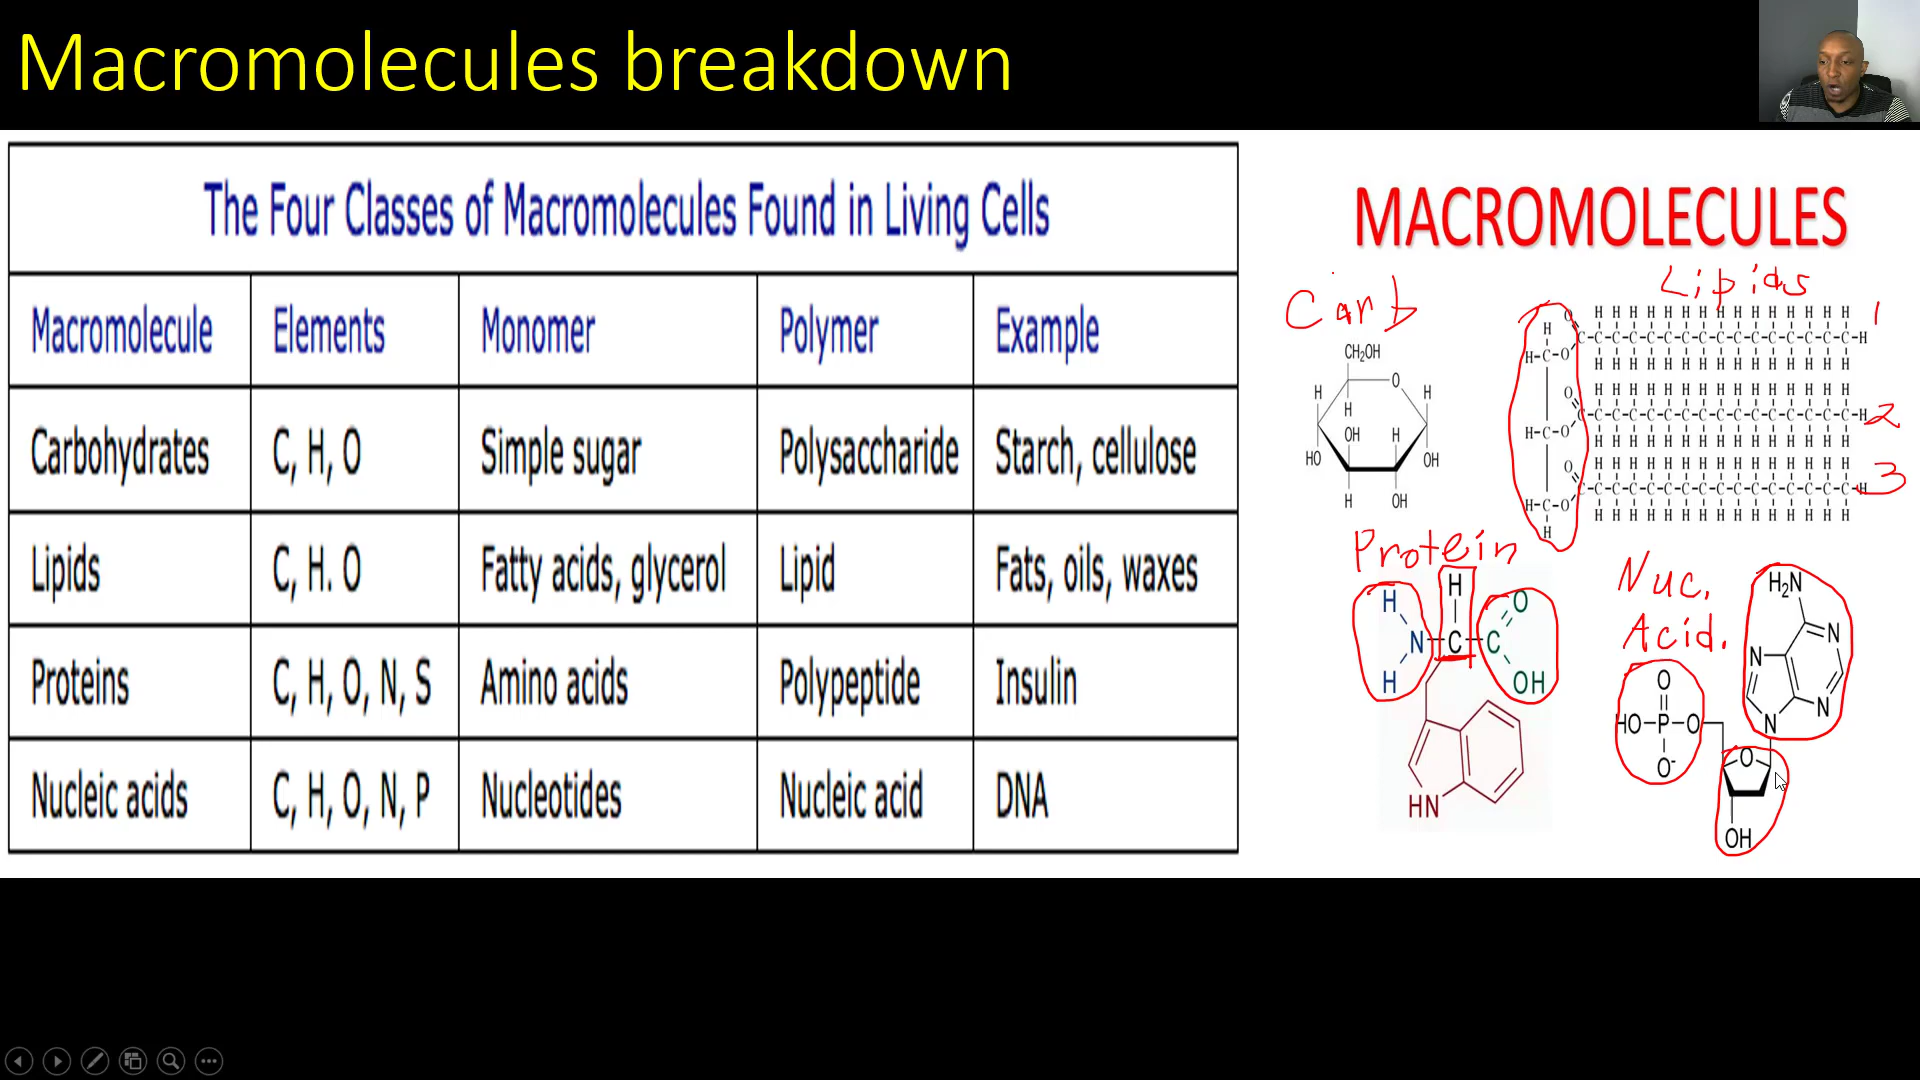 Macromolecules breakdown
The Four Classes of Macromolecules Found in Living Cells
Macromolecule Elements Monomer Polymer Example
Carbohydrates C, H, O Simple sugar Polysaccharide Starch, cellulose
Lipids C, H. O Fatty acids, glycerol Lipid Fats, oils, waxes
Proteins C, H, O, N, S Amino acids Polypeptide Insulin
Nucleic acids C, H, O, N, P Nucleotides Nucleic acid DNA
MACROMOLECULES
Carb
CH₂OH
O
H H
H
OH H
HO OH
H OH
Lipids
1
2
3
Protein
H
H O
N C C
H OH
HN
Nuc.
Acid.
H₂N
N
N
N
N
O
HO-P-O
O⁻
O
OH